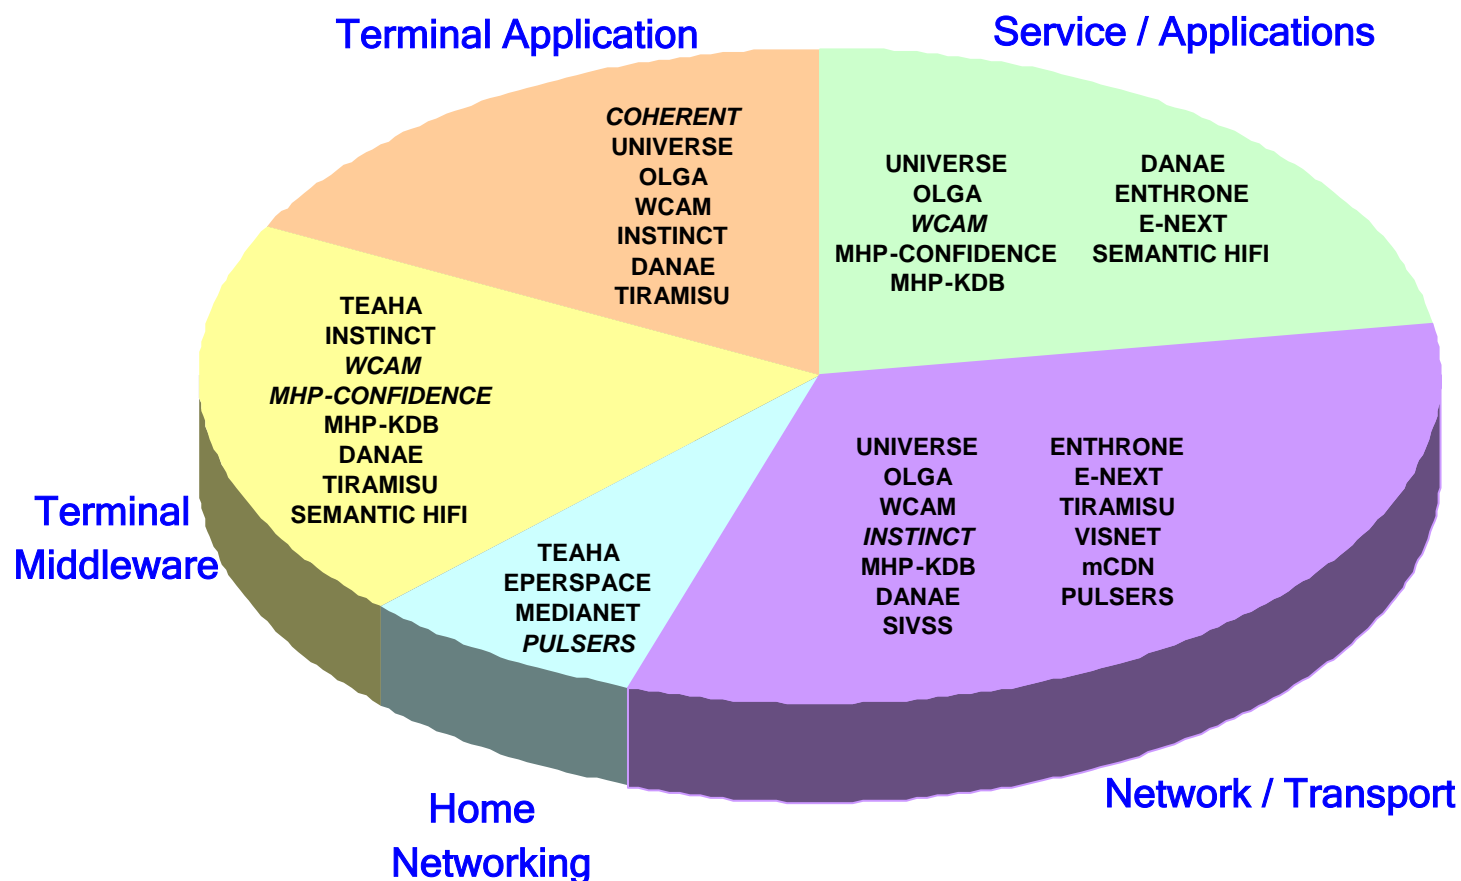 Terminal Application
Service / Applications
COHERENT
UNIVERSE
OLGA
WCAM
INSTINCT
DANAE
TIRAMISU
UNIVERSE
OLGA
WCAM
MHP-CONFIDENCE
MHP-KDB
DANAE
ENTHRONE
E-NEXT
SEMANTIC HIFI
TEAHA
INSTINCT
WCAM
MHP-CONFIDENCE
MHP-KDB
DANAE
TIRAMISU
SEMANTIC HIFI
Terminal
Middleware
TEAHA
EPERSPACE
MEDIANET
PULSERS
UNIVERSE
OLGA
WCAM
INSTINCT
MHP-KDB
DANAE
SIVSS
ENTHRONE
E-NEXT
TIRAMISU
VISNET
mCDN
PULSERS
Home
Networking
Network / Transport